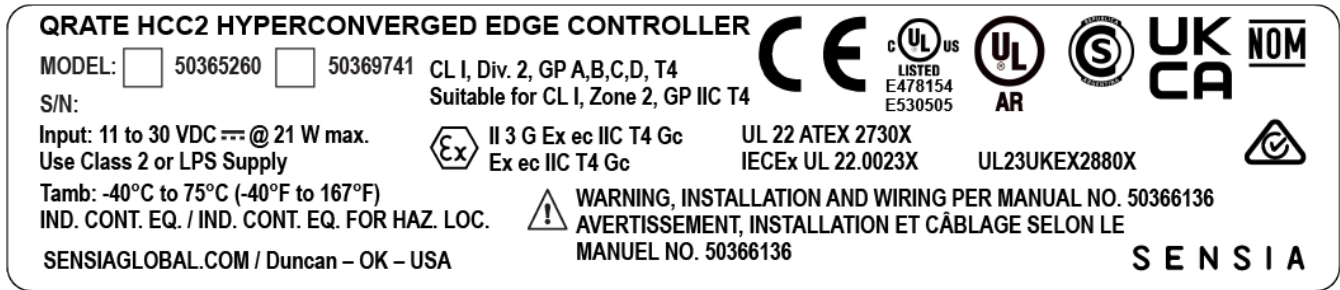 QRATE HCC2 HYPERCONVERGED EDGE CONTROLLER
MODEL: 50365260 50369741
S/N:
CL I, Div. 2, GP A,B,C,D, T4
Suitable for CL I, Zone 2, GP IIC T4
CE
C UL US
LISTED
E478154
E530505
UL
AR
REPUBLICA
S
ARGENTINA
UK
CA
NOM
Input: 11 to 30 VDC ⎓ @ 21 W max.
Use Class 2 or LPS Supply
Ex
II 3 G Ex ec IIC T4 Gc
Ex ec IIC T4 Gc
UL 22 ATEX 2730X
IECEx UL 22.0023X
UL23UKEX2880X
Tamb: -40°C to 75°C (-40°F to 167°F)
IND. CONT. EQ. / IND. CONT. EQ. FOR HAZ. LOC.
WARNING, INSTALLATION AND WIRING PER MANUAL NO. 50366136
AVERTISSEMENT, INSTALLATION ET CÂBLAGE SELON LE
MANUEL NO. 50366136
SENSIAGLOBAL.COM / Duncan – OK – USA
SENSIA